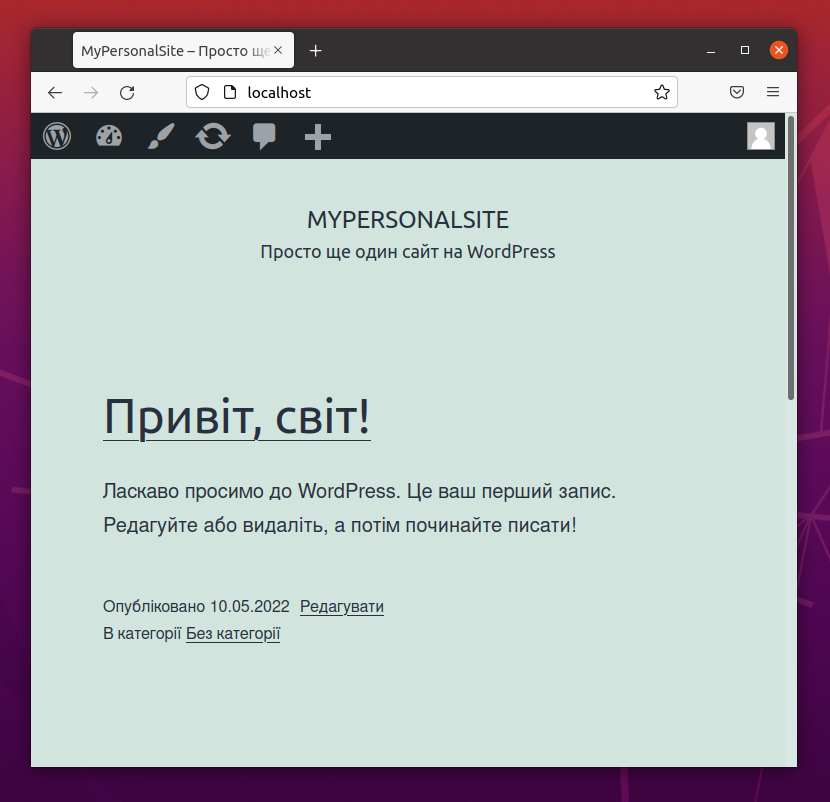 MyPersonalSite – Просто ще
localhost
MYPERSONALSITE
Просто ще один сайт на WordPress
Привіт, світ!
Ласкаво просимо до WordPress. Це ваш перший запис.
Редагуйте або видаліть, а потім починайте писати!
Опубліковано 10.05.2022 Редагувати
В категорії Без категорії